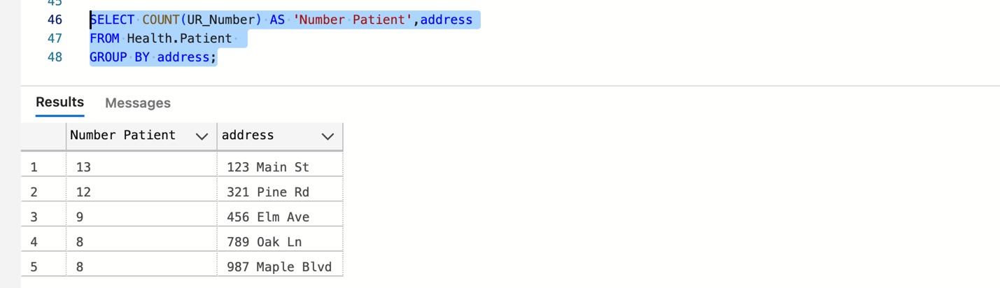 45
46 SELECT COUNT(UR_Number) AS 'Number Patient',address
47 FROM Health.Patient
48 GROUP BY address;
Results Messages
Number Patient address
1 13 123 Main St
2 12 321 Pine Rd
3 9 456 Elm Ave
4 8 789 Oak Ln
5 8 987 Maple Blvd